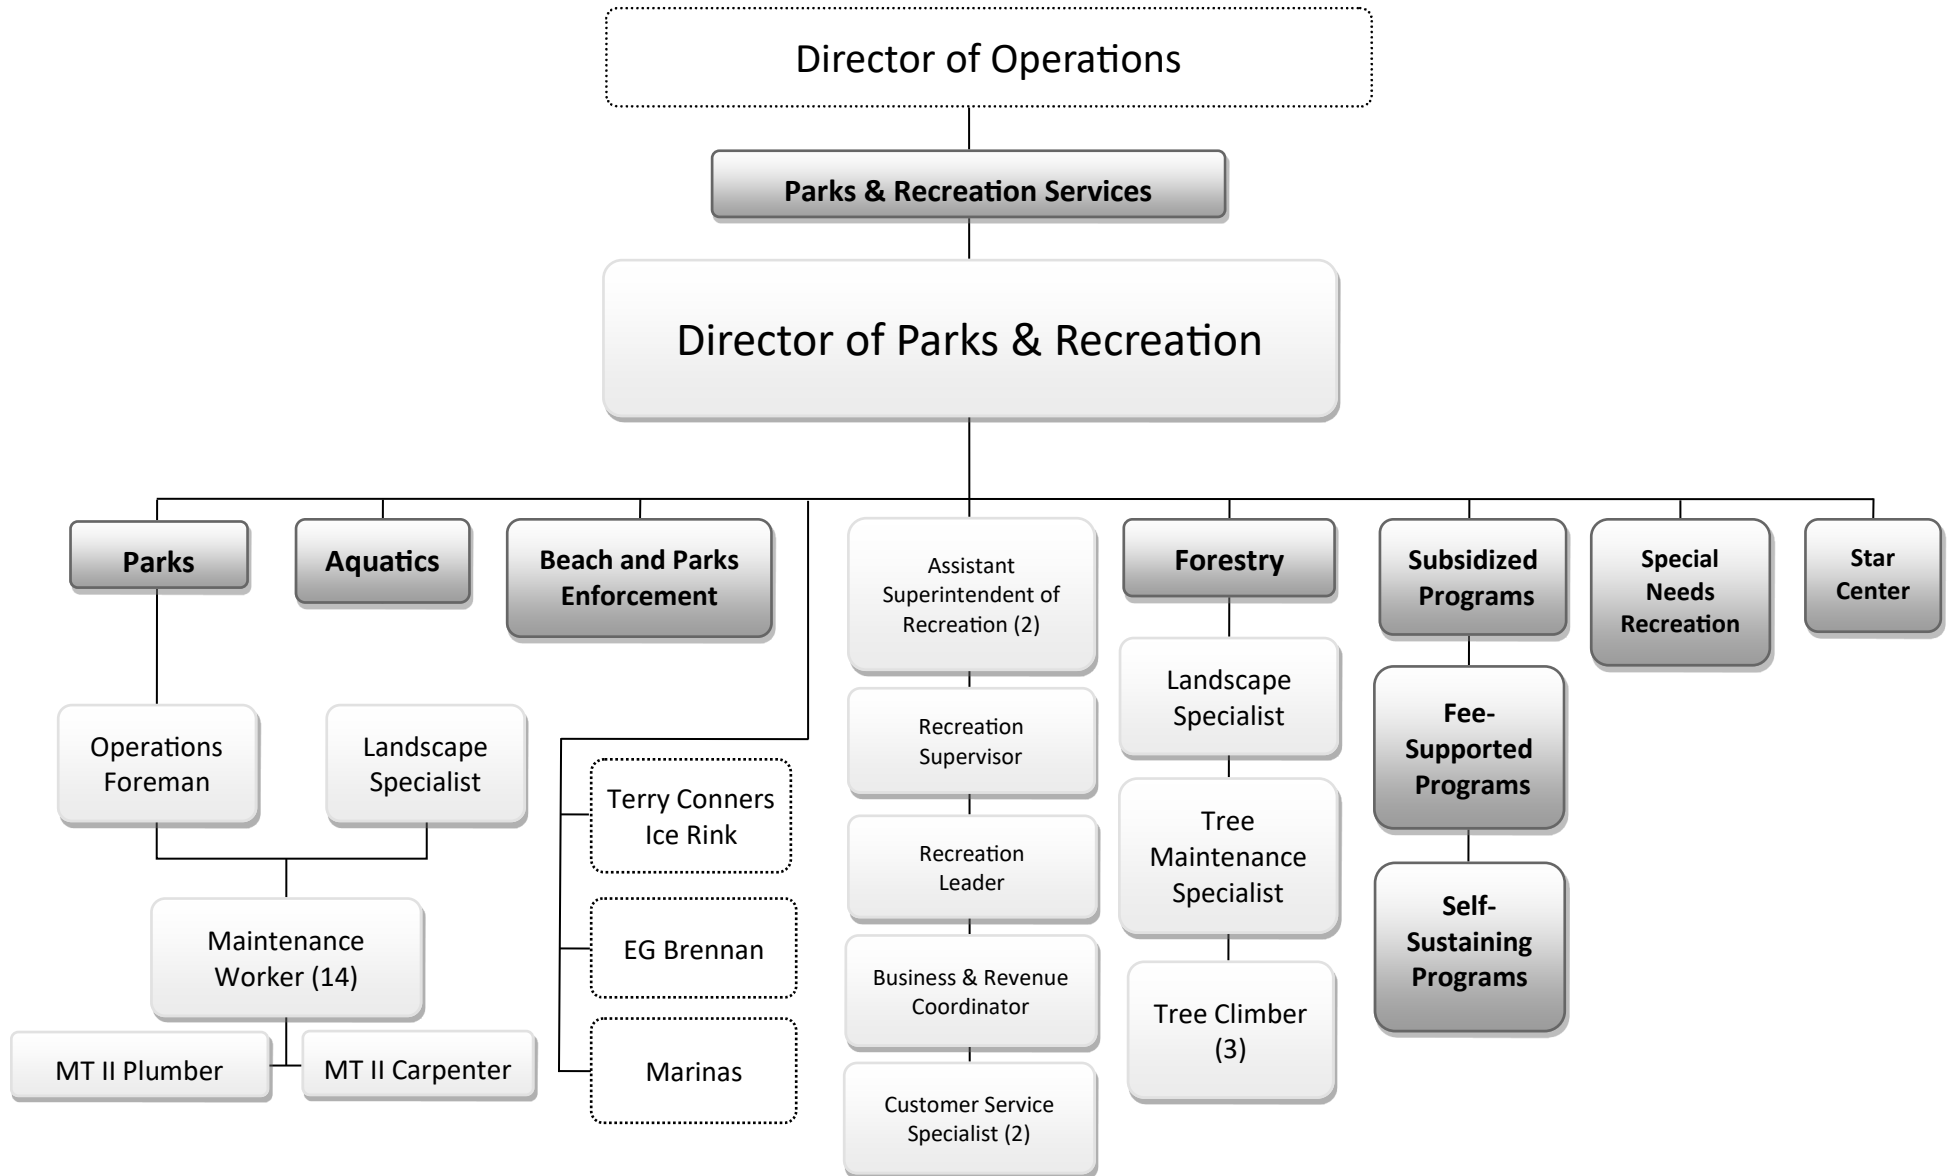 Director of Operations
Parks & Recreation Services
Director of Parks & Recreation
Parks
Aquatics
Beach and Parks
Enforcement
Assistant
Superintendent of
Recreation (2)
Forestry
Subsidized
Programs
Special
Needs
Recreation
Star
Center
Operations
Foreman
Landscape
Specialist
Maintenance
Worker (14)
MT II Plumber
MT II Carpenter
Terry Conners
Ice Rink
EG Brennan
Marinas
Recreation
Supervisor
Recreation
Leader
Business & Revenue
Coordinator
Customer Service
Specialist (2)
Landscape
Specialist
Tree
Maintenance
Specialist
Tree Climber
(3)
Fee-
Supported
Programs
Self-
Sustaining
Programs